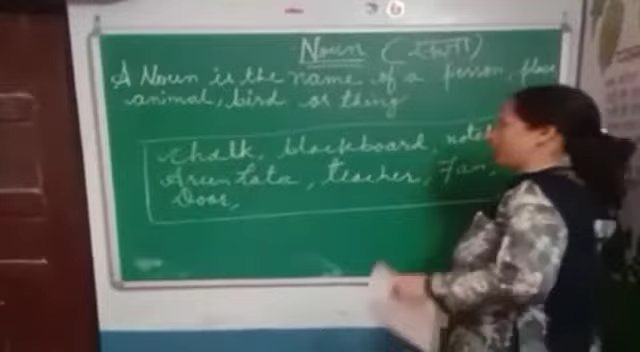 Noun (संज्ञा)
A Noun is the name of a person, place
animal, bird or thing
Chalk, blackboard, note
Arun Lata, teacher, Fan,
Door,